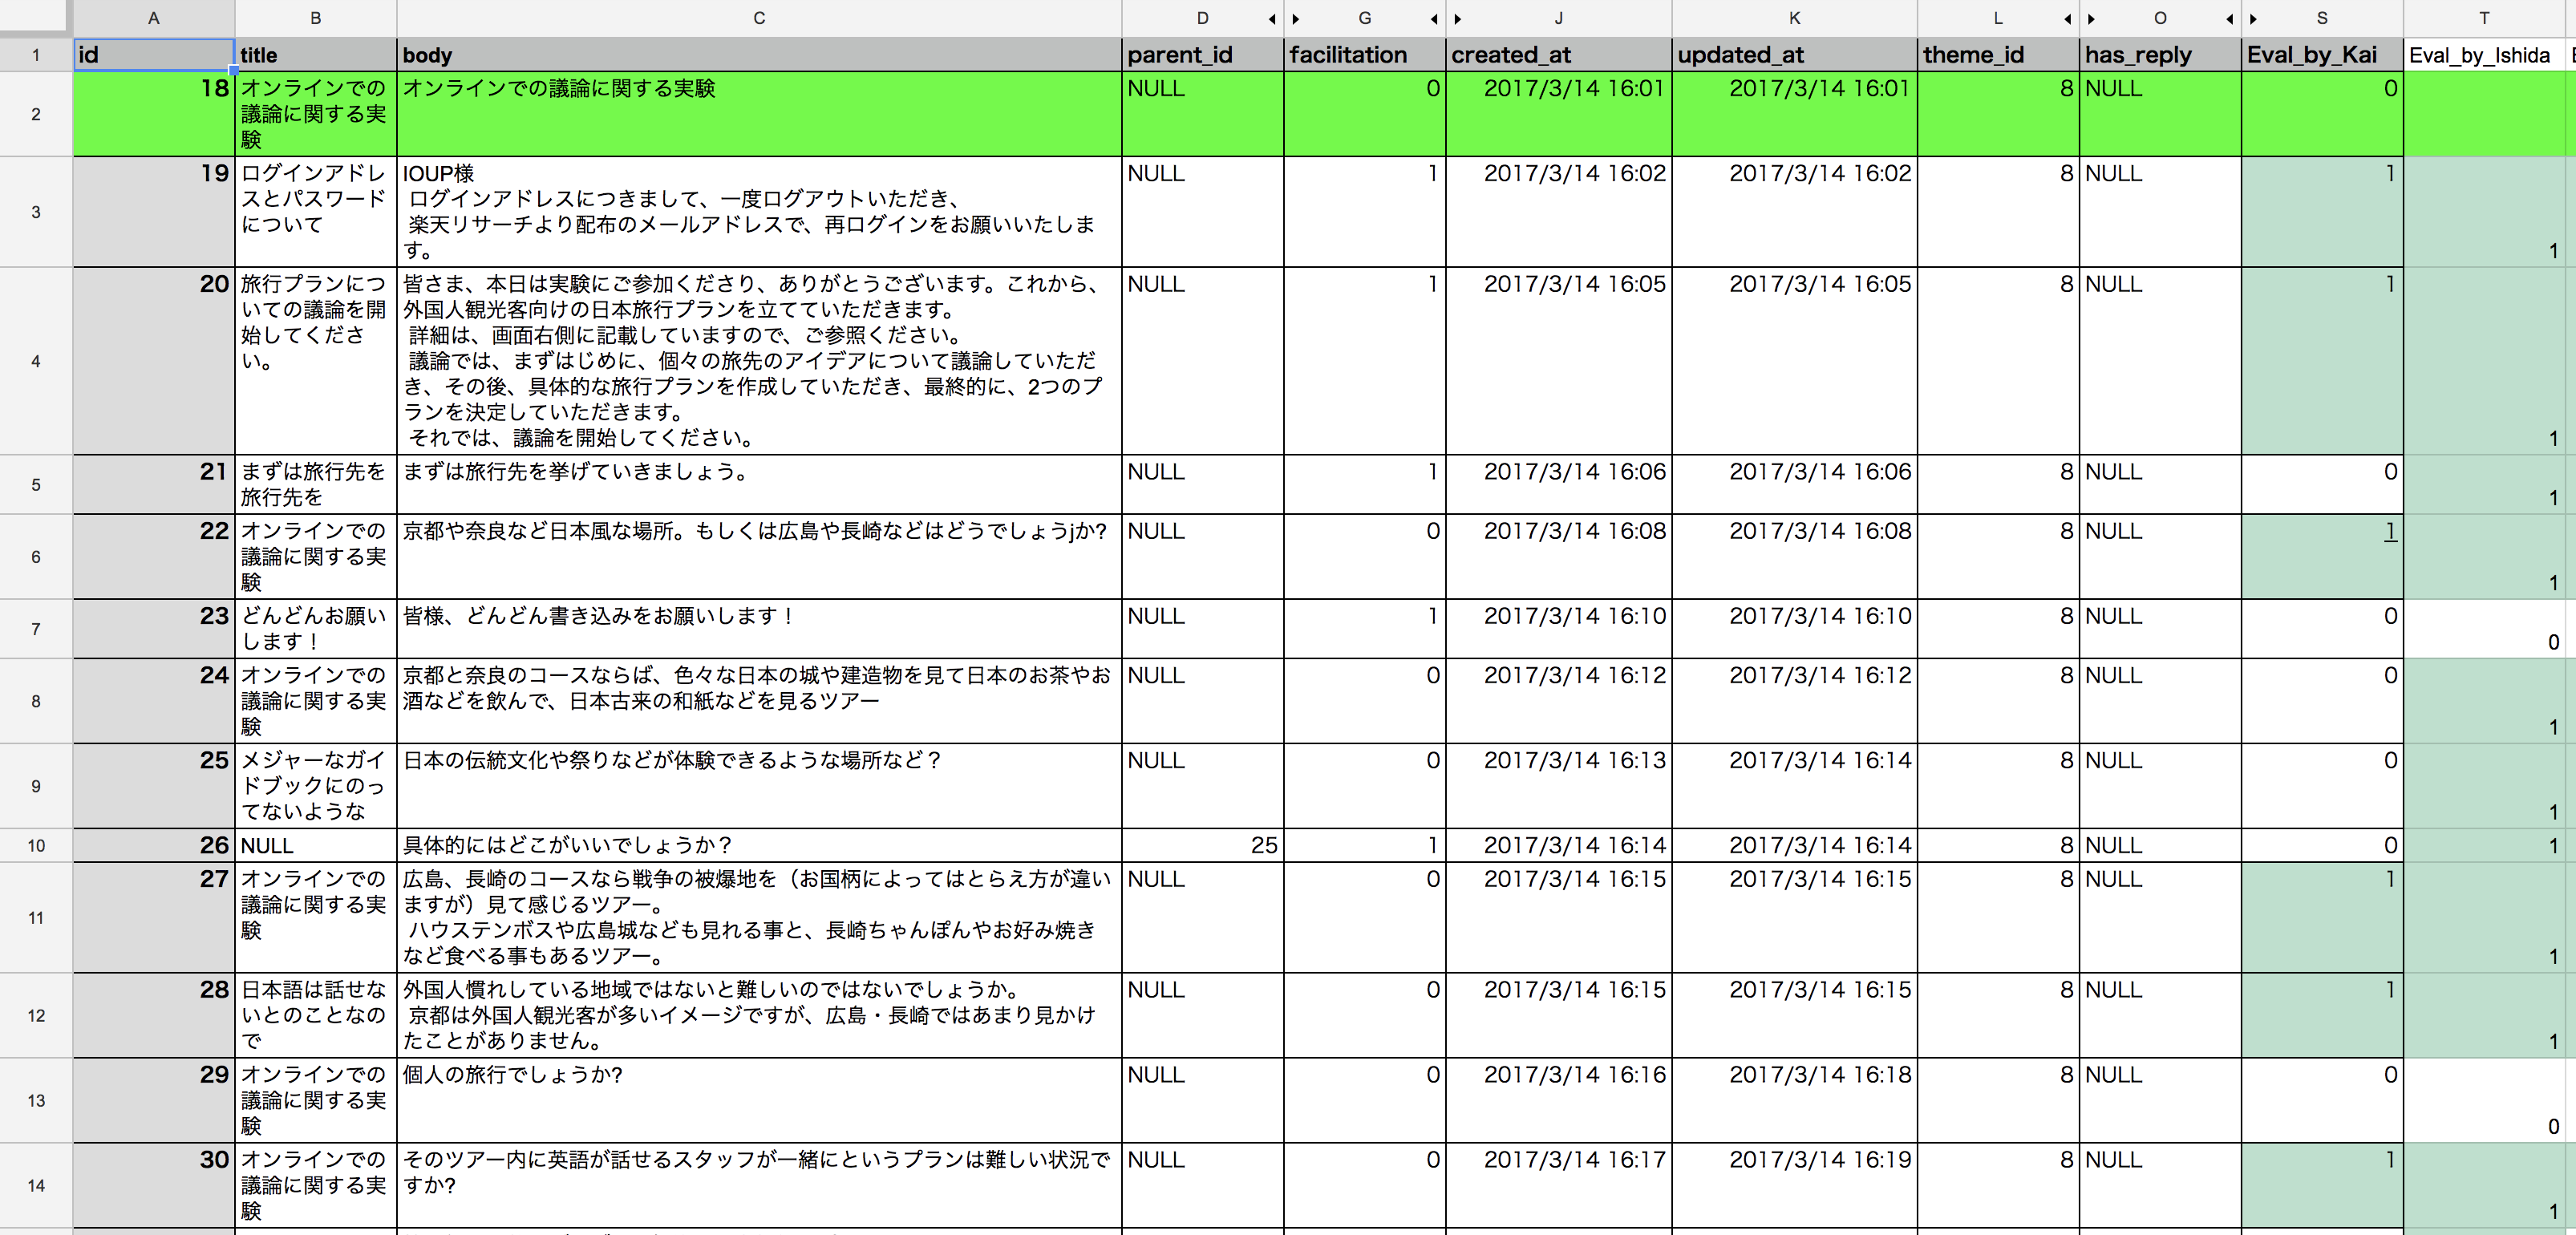 A B C D G J K L O S T
1 id title body parent_id facilitation created_at updated_at theme_id has_reply Eval_by_Kai Eval_by_Ishida
2 18 オンラインでの オンラインでの議論に関する実験 NULL 0 2017/3/14 16:01 2017/3/14 16:01 8 NULL 0
議論に関する実
験
3 19 ログインアドレ IOUP様 NULL 1 2017/3/14 16:02 2017/3/14 16:02 8 NULL 1
スとパスワード ログインアドレスにつきまして、一度ログアウトいただき、
について 楽天リサーチより配布のメールアドレスで、再ログインをお願いいたしま
す。 1
4 20 旅行プランにつ 皆さま、本日は実験にご参加くださり、ありがとうございます。これから、 NULL 1 2017/3/14 16:05 2017/3/14 16:05 8 NULL 1
いての議論を開 外国人観光客向けの日本旅行プランを立てていただきます。
始してくださ 詳細は、画面右側に記載していますので、ご参照ください。
い。 議論では、まずはじめに、個々の旅先のアイデアについて議論していただ
き、その後、具体的な旅行プランを作成していただき、最終的に、2つのプ
ランを決定していただきます。
それでは、議論を開始してください。 1
5 21 まずは旅行先を まずは旅行先を挙げていきましょう。 NULL 1 2017/3/14 16:06 2017/3/14 16:06 8 NULL 0
旅行先を 1
6 22 オンラインでの 京都や奈良など日本風な場所。もしくは広島や長崎などはどうでしょうjか? NULL 0 2017/3/14 16:08 2017/3/14 16:08 8 NULL 1
議論に関する実
験 1
7 23 どんどんお願い 皆様、どんどん書き込みをお願いします！ NULL 1 2017/3/14 16:10 2017/3/14 16:10 8 NULL 0
します！ 0
8 24 オンラインでの 京都と奈良のコースならば、色々な日本の城や建造物を見て日本のお茶やお NULL 0 2017/3/14 16:12 2017/3/14 16:12 8 NULL 0
議論に関する実 酒などを飲んで、日本古来の和紙などを見るツアー
験 1
9 25 メジャーなガイ 日本の伝統文化や祭りなどが体験できるような場所など？ NULL 0 2017/3/14 16:13 2017/3/14 16:14 8 NULL 0
ドブックにのっ
てないような 1
10 26 NULL 具体的にはどこがいいでしょうか？ 25 1 2017/3/14 16:14 2017/3/14 16:14 8 NULL 0 1
11 27 オンラインでの 広島、長崎のコースなら戦争の被爆地を（お国柄によってはとらえ方が違い NULL 0 2017/3/14 16:15 2017/3/14 16:15 8 NULL 1
議論に関する実 ますが）見て感じるツアー。
験 ハウステンボスや広島城なども見れる事と、長崎ちゃんぽんやお好み焼き
など食べる事もあるツアー。 1
12 28 日本語は話せな 外国人慣れしている地域ではないと難しいのではないでしょうか。 NULL 0 2017/3/14 16:15 2017/3/14 16:15 8 NULL 1
いとのことなの 京都は外国人観光客が多いイメージですが、広島・長崎ではあまり見かけ
で たことがありません。 1
13 29 オンラインでの 個人の旅行でしょうか? NULL 0 2017/3/14 16:16 2017/3/14 16:18 8 NULL 0
議論に関する実
験 0
14 30 オンラインでの そのツアー内に英語が話せるスタッフが一緒にというプランは難しい状況で NULL 0 2017/3/14 16:17 2017/3/14 16:19 8 NULL 1
議論に関する実 すか?
験 1